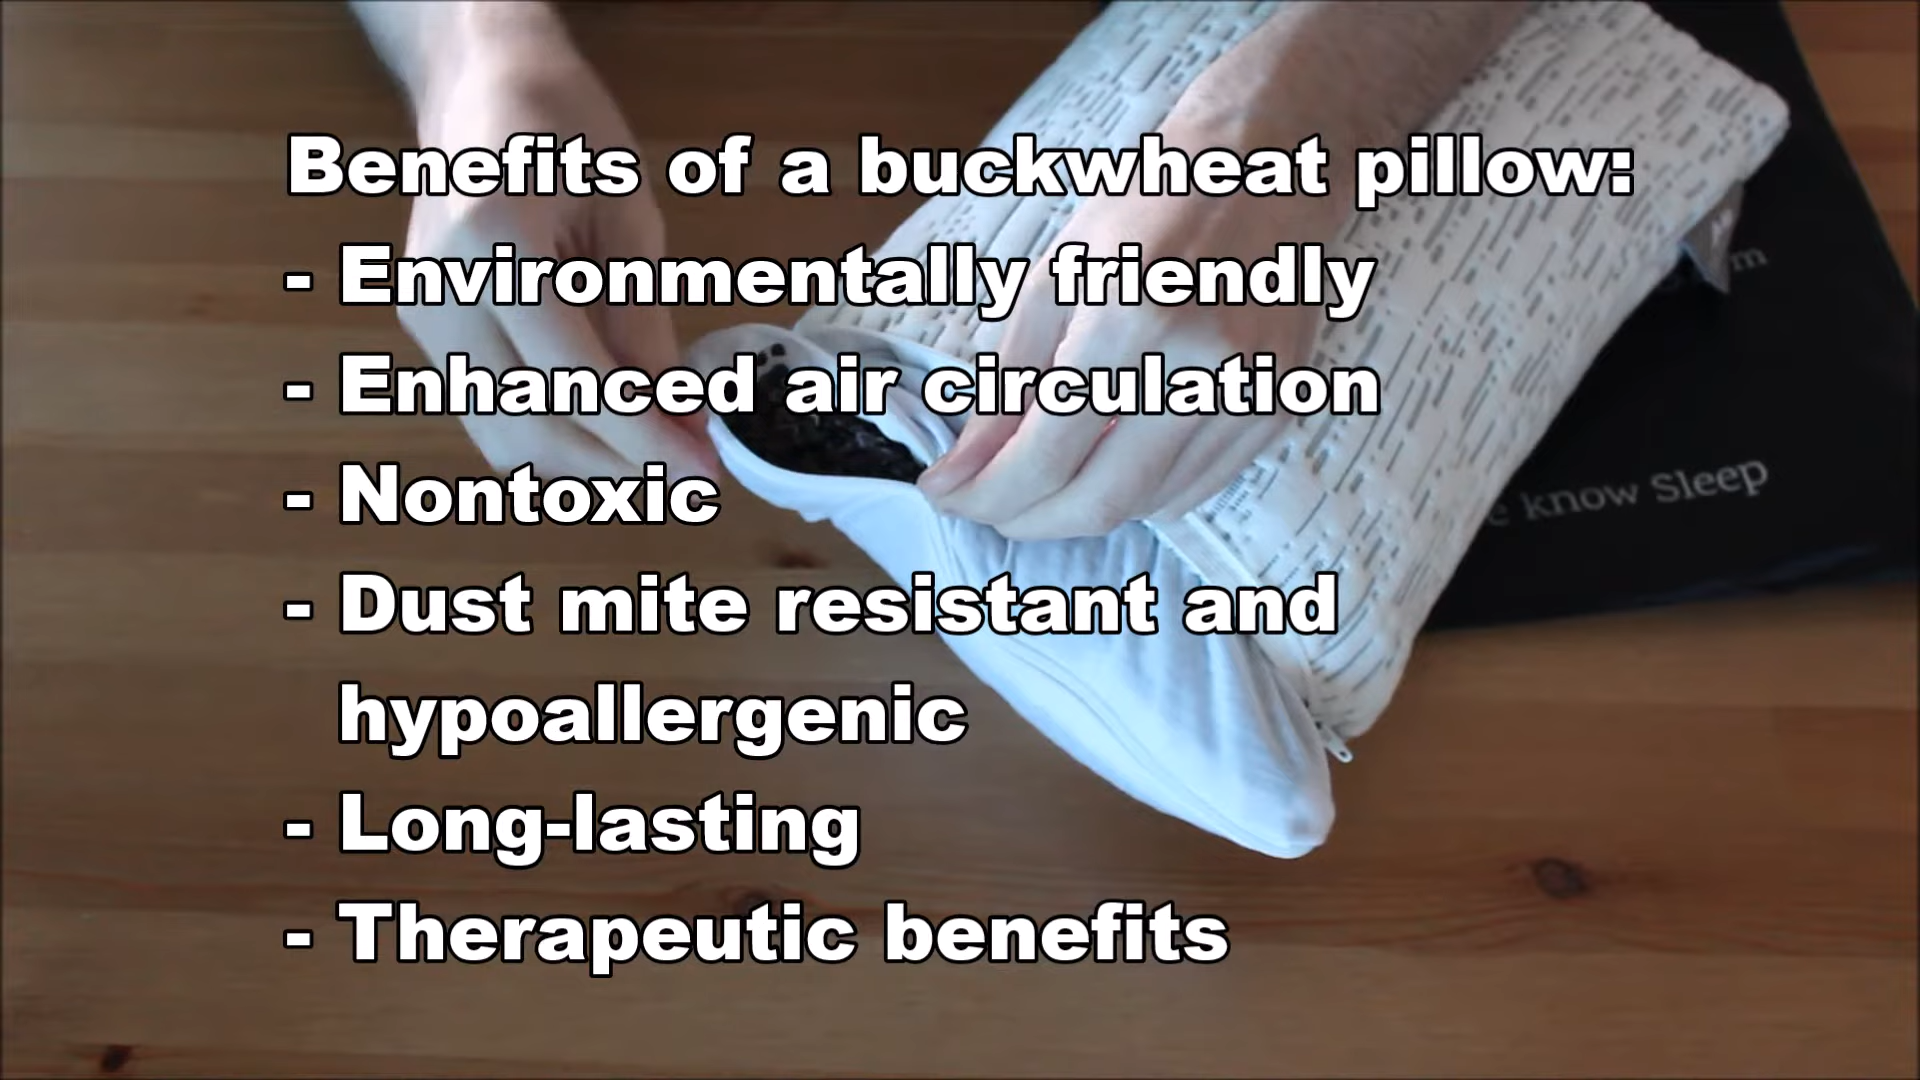 Benefits of a buckwheat pillow:
- Environmentally friendly
- Enhanced air circulation
- Nontoxic
- Dust mite resistant and
hypoallergenic
- Long-lasting
- Therapeutic benefits
know Sleep